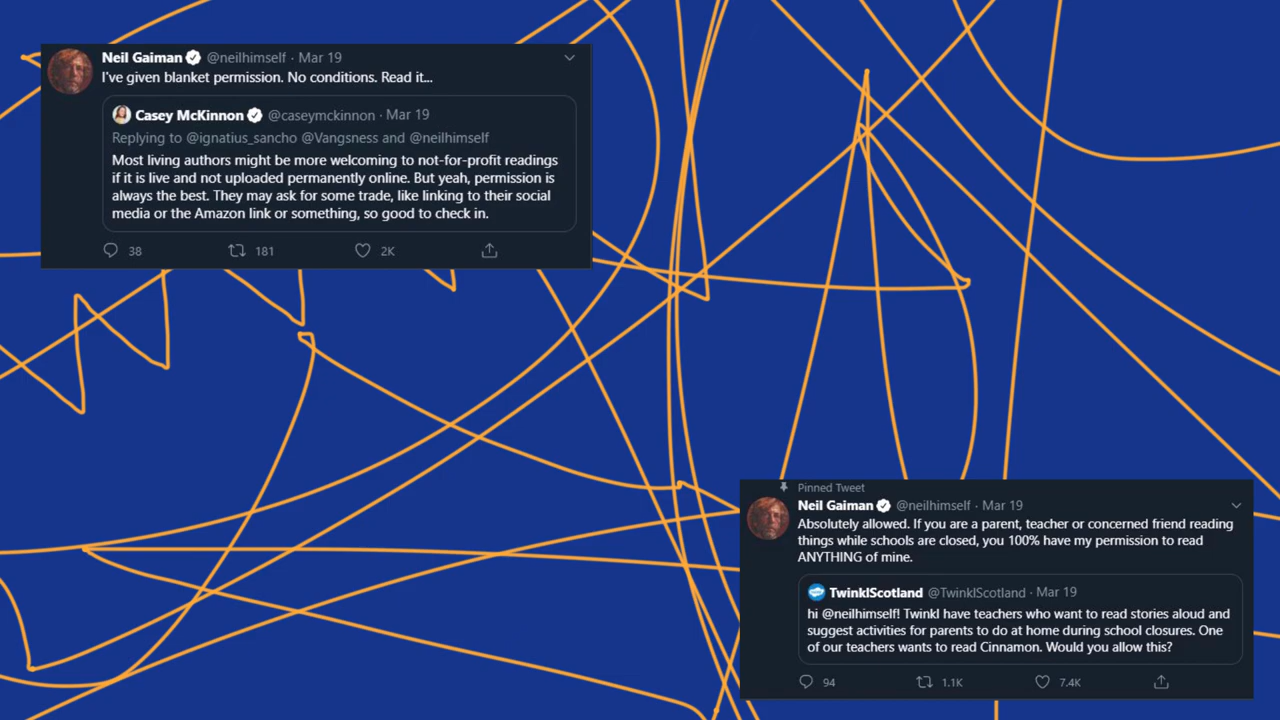 Neil Gaiman @neilhimself · Mar 19
I've given blanket permission. No conditions. Read it...
Casey McKinnon @caseymckinnon · Mar 19
Replying to @ignatius_sancho @Vangsness and @neilhimself
Most living authors might be more welcoming to not-for-profit readings
if it is live and not uploaded permanently online. But yeah, permission is
always the best. They may ask for some trade, like linking to their social
media or the Amazon link or something, so good to check in.
38 181 2K
Pinned Tweet
Neil Gaiman @neilhimself · Mar 19
Absolutely allowed. If you are a parent, teacher or concerned friend reading
things while schools are closed, you 100% have my permission to read
ANYTHING of mine.
TwinklScotland @TwinklScotland · Mar 19
hi @neilhimself! Twinkl have teachers who want to read stories aloud and
suggest activities for parents to do at home during school closures. One
of our teachers wants to read Cinnamon. Would you allow this?
94 1.1K 7.4K